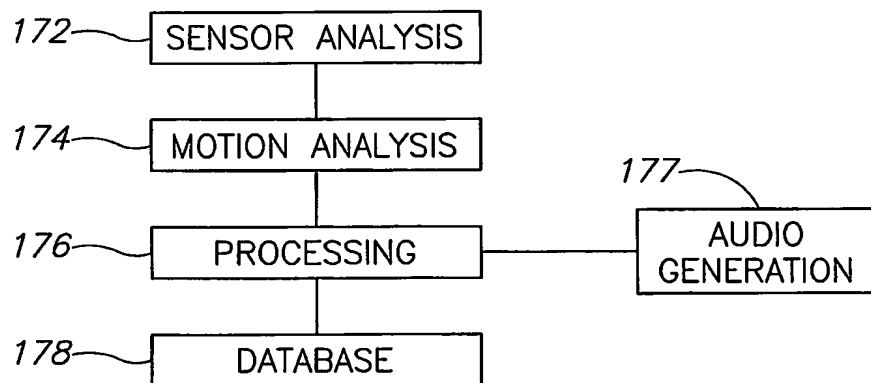 172
SENSOR ANALYSIS
174
MOTION ANALYSIS
177
176
PROCESSING
AUDIO
GENERATION
178
DATABASE